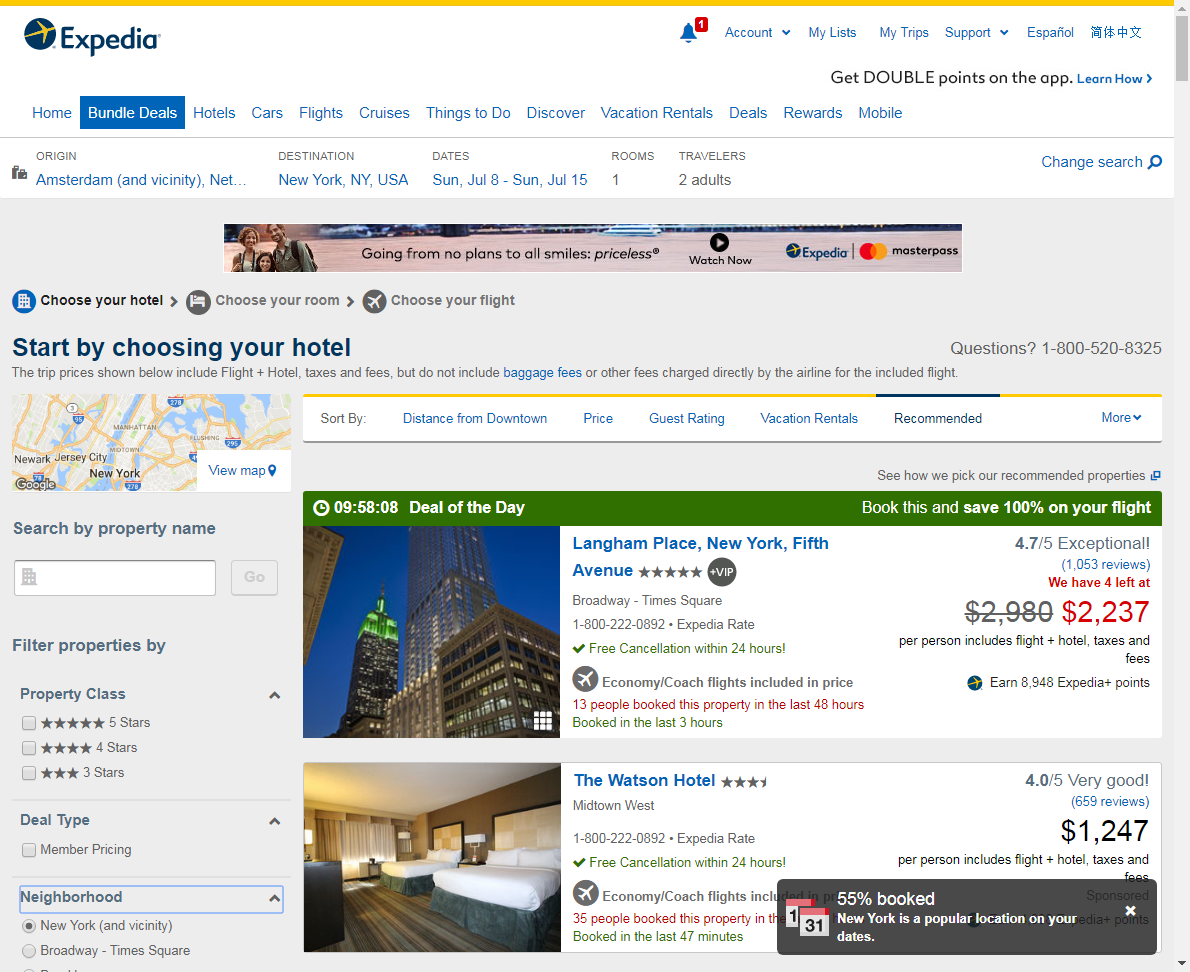 Expedia
1
Account
My Lists
My Trips
Support
Español
简体中文
Get DOUBLE points on the app. Learn How
Home
Bundle Deals
Hotels
Cars
Flights
Cruises
Things to Do
Discover
Vacation Rentals
Deals
Rewards
Mobile
ORIGIN
Amsterdam (and vicinity), Net...
DESTINATION
New York, NY, USA
DATES
Sun, Jul 8 - Sun, Jul 15
ROOMS
1
TRAVELERS
2 adults
Change search
Going from no plans to all smiles: priceless®
Watch Now
Expedia
masterpass
Choose your hotel
Choose your room
Choose your flight
Start by choosing your hotel
Questions? 1-800-520-8325
The trip prices shown below include Flight + Hotel, taxes and fees, but do not include baggage fees or other fees charged directly by the airline for the included flight.
3
278
95
MANHATTAN
FLUSHING
295
MIDTOWN
Newark
Jersey City
New York
78
278
Google
View map
Search by property name
Go
Filter properties by
Property Class
5 Stars
4 Stars
3 Stars
Deal Type
Member Pricing
Neighborhood
New York (and vicinity)
Broadway - Times Square
Sort By:
Distance from Downtown
Price
Guest Rating
Vacation Rentals
Recommended
More
See how we pick our recommended properties
09:58:08 Deal of the Day
Book this and save 100% on your flight
Langham Place, New York, Fifth
Avenue
+VIP
Broadway - Times Square
1-800-222-0892 • Expedia Rate
Free Cancellation within 24 hours!
Economy/Coach flights included in price
13 people booked this property in the last 48 hours
Booked in the last 3 hours
4.7/5 Exceptional!
(1,053 reviews)
We have 4 left at
$2,980 $2,237
per person includes flight + hotel, taxes and
fees
Earn 8,948 Expedia+ points
The Watson Hotel
Midtown West
1-800-222-0892 • Expedia Rate
Free Cancellation within 24 hours!
Economy/Coach flights included in pr
35 people booked this property in the
Booked in the last 47 minutes
4.0/5 Very good!
(659 reviews)
$1,247
per person includes flight + hotel, taxes and
fees
Sponsored
points
1
31
55% booked
New York is a popular location on your
dates.